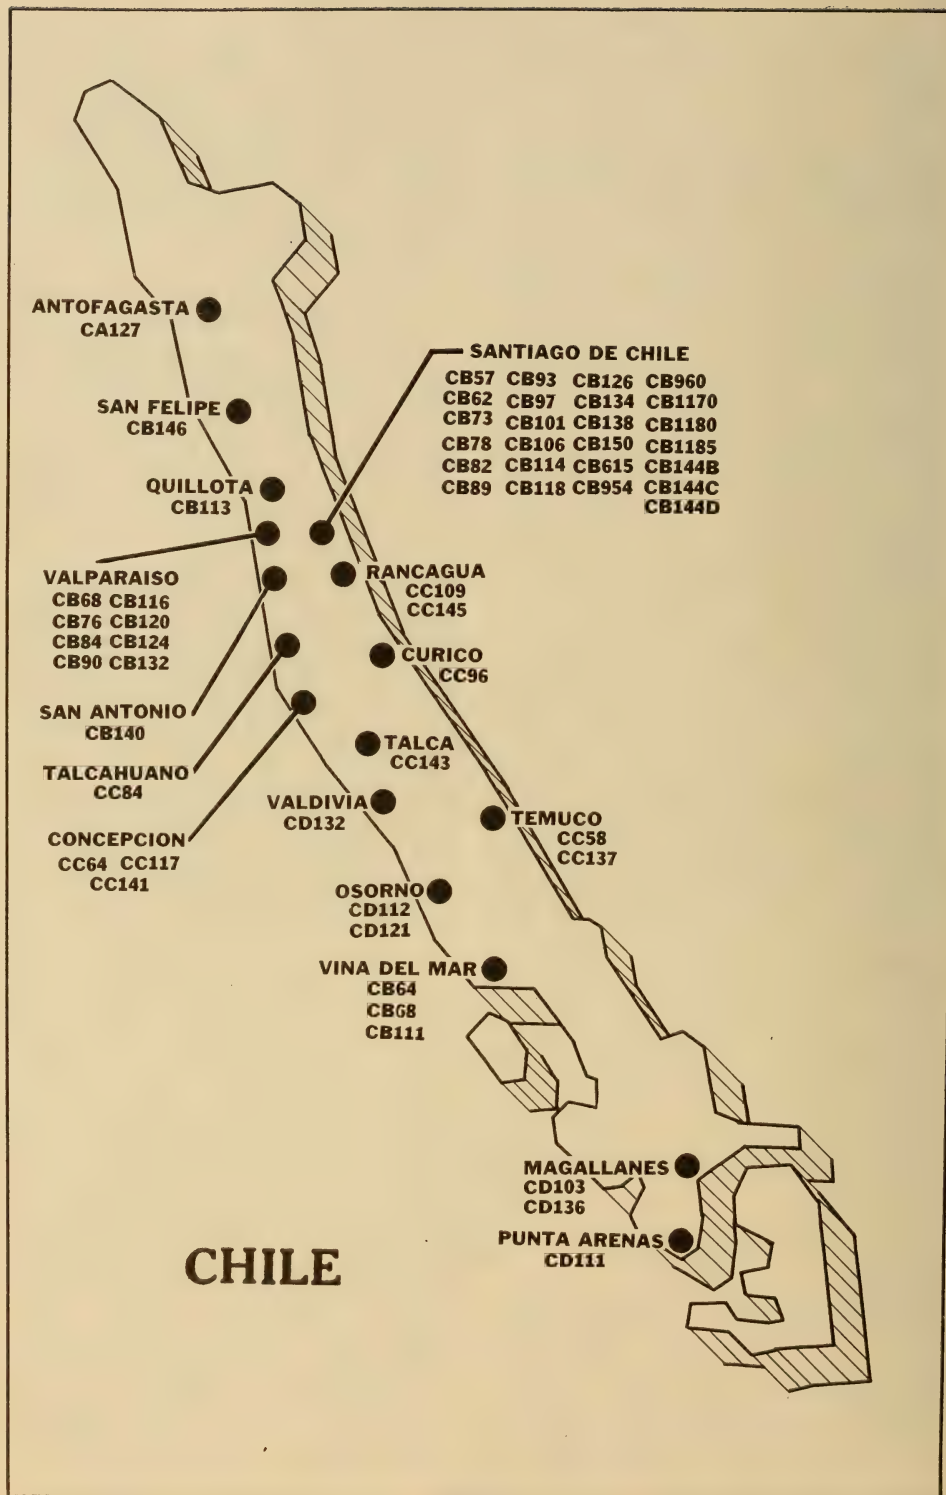 ANTOFAGASTA
CA127
SAN FELIPE
CB146
QUILLOTA
CB113
VALPARAISO
CB68 CB116
CB76 CB120
CB84 CB124
CB90 CB132
SAN ANTONIO
CB140
TALCAHUANO
CC84
CONCEPCION
CC64 CC117
CC141
SANTIAGO DE CHILE
CB57 CB93 CB126 CB960
CB62 CB97 CB134 CB1170
CB73 CB101 CB138 CB1180
CB78 CB106 CB150 CB1185
CB82 CB114 CB615 CB144B
CB89 CB118 CB954 CB144C
CB144D
RANCAGUA
CC109
CC145
CURICO
CC96
TALCA
CC143
VALDIVIA
CD132
TEMUCO
CC58
CC137
OSORNO
CD112
CD121
VINA DEL MAR
CB64
CB68
CB111
MAGALLANES
CD103
CD136
PUNTA ARENAS
CD111
CHILE